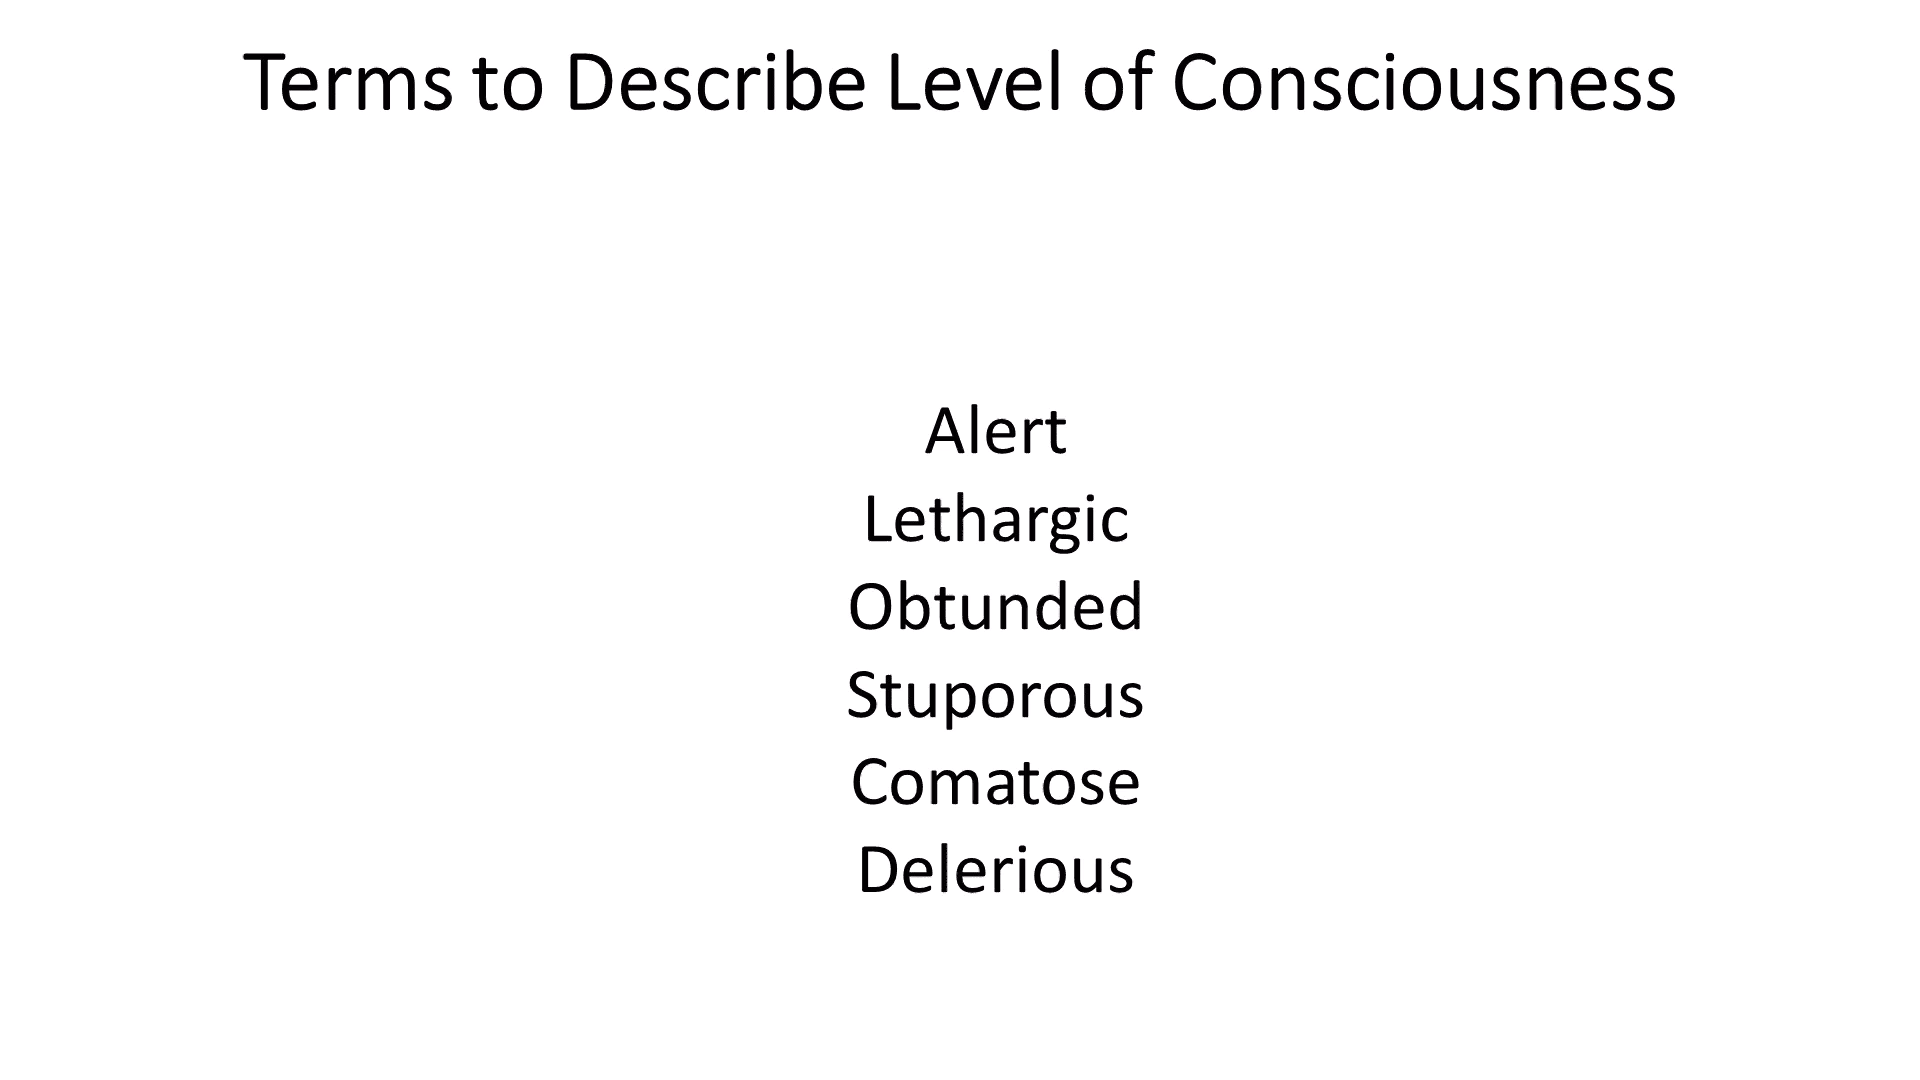 Terms to Describe Level of Consciousness
Alert
Lethargic
Obtunded
Stuporous
Comatose
Delerious